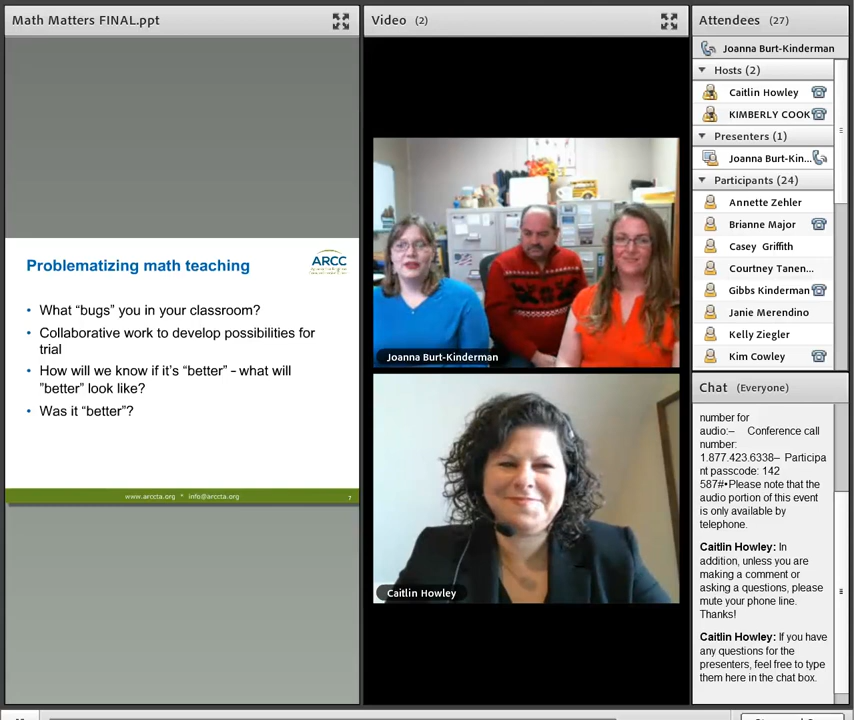 Math Matters FINAL.ppt
Problematizing math teaching
ARCC
• What “bugs” you in your classroom?
• Collaborative work to develop possibilities for
trial
• How will we know if it’s “better” – what will
”better” look like?
• Was it “better”?
www.arccta.org * info@arccta.org
7
Video (2)
Joanna Burt-Kinderman
Caitlin Howley
Attendees (27)
Joanna Burt-Kinderman
Hosts (2)
Caitlin Howley
KIMBERLY COOK
Presenters (1)
Joanna Burt-Kin...
Participants (24)
Annette Zehler
Brianne Major
Casey Griffith
Courtney Tanen...
Gibbs Kinderman
Janie Merendino
Kelly Ziegler
Kim Cowley
Chat (Everyone)
number for
audio:– Conference call
number:
1.877.423.6338– Participa
nt passcode: 142
587#•Please note that the
audio portion of this event
is only available by
telephone.
Caitlin Howley: In
addition, unless you are
making a comment or
asking a questions, please
mute your phone line.
Thanks!
Caitlin Howley: If you have
any questions for the
presenters, feel free to type
them here in the chat box.